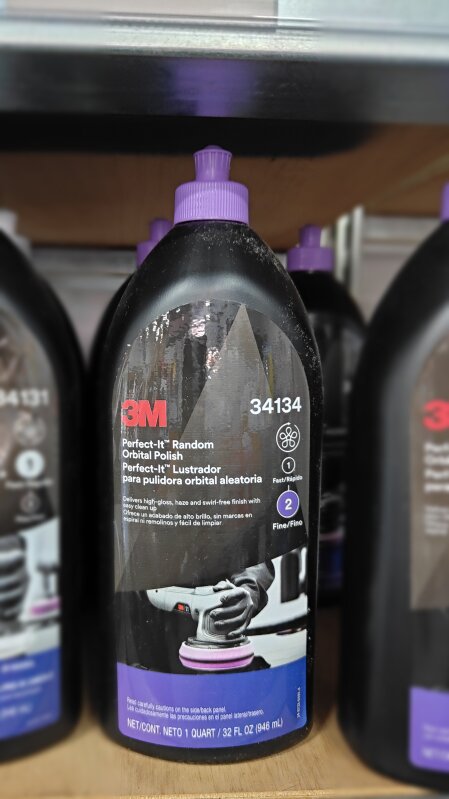 3M
34134
Perfect-It™ Random
Orbital Polish
Perfect-It™ Lustrador
para pulidora orbital aleatoria
1
Fast/Rápido
2
Fine/Fino
Delivers high-gloss, haze and swirl-free finish with
easy clean up
Ofrece un acabado de alto brillo, sin marcas en
espiral ni remolinos y fácil de limpiar
3M
Read carefully cautions on the side/back panel.
Lea cuidadosamente las precauciones en el panel lateral/trasero.
NET/CONT. NETO 1 QUART / 32 FL OZ (946 mL)
34131
1
3